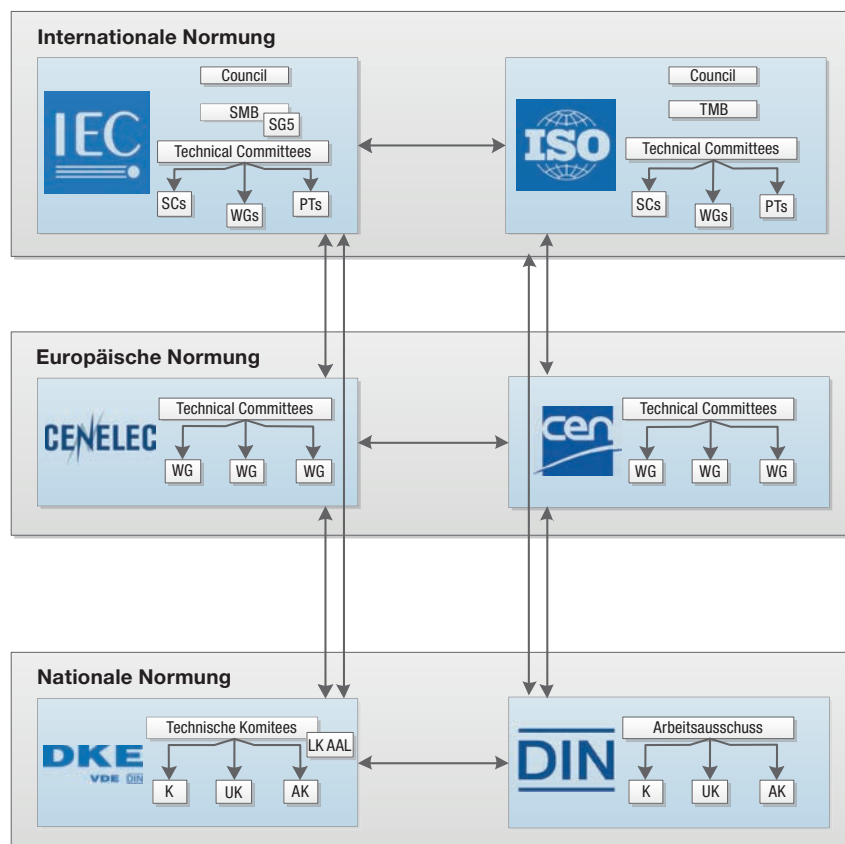 Internationale Normung
IEC
Council
SMB
SG5
Technical Committees
SCs
WGs
PTs
ISO
Council
TMB
Technical Committees
SCs
WGs
PTs
Europäische Normung
CENELEC
Technical Committees
WG
WG
WG
cen
Technical Committees
WG
WG
WG
Nationale Normung
DKE
VDE DIN
Technische Komitees
LK AAL
K
UK
AK
DIN
Arbeitsausschuss
K
UK
AK